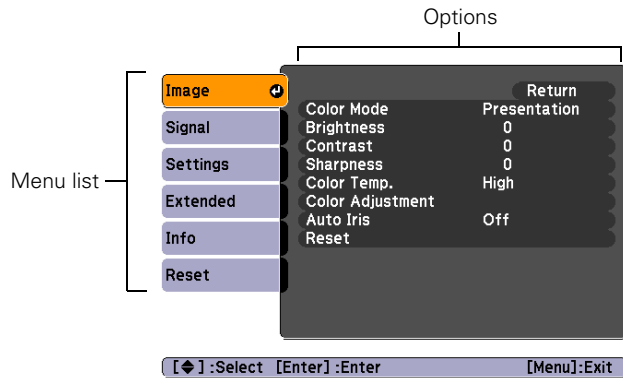 Options
Menu list
Image
Signal
Settings
Extended
Info
Reset
Return
Color Mode Presentation
Brightness 0
Contrast 0
Sharpness 0
Color Temp. High
Color Adjustment
Auto Iris Off
Reset
[◆] :Select [Enter] :Enter [Menu]:Exit